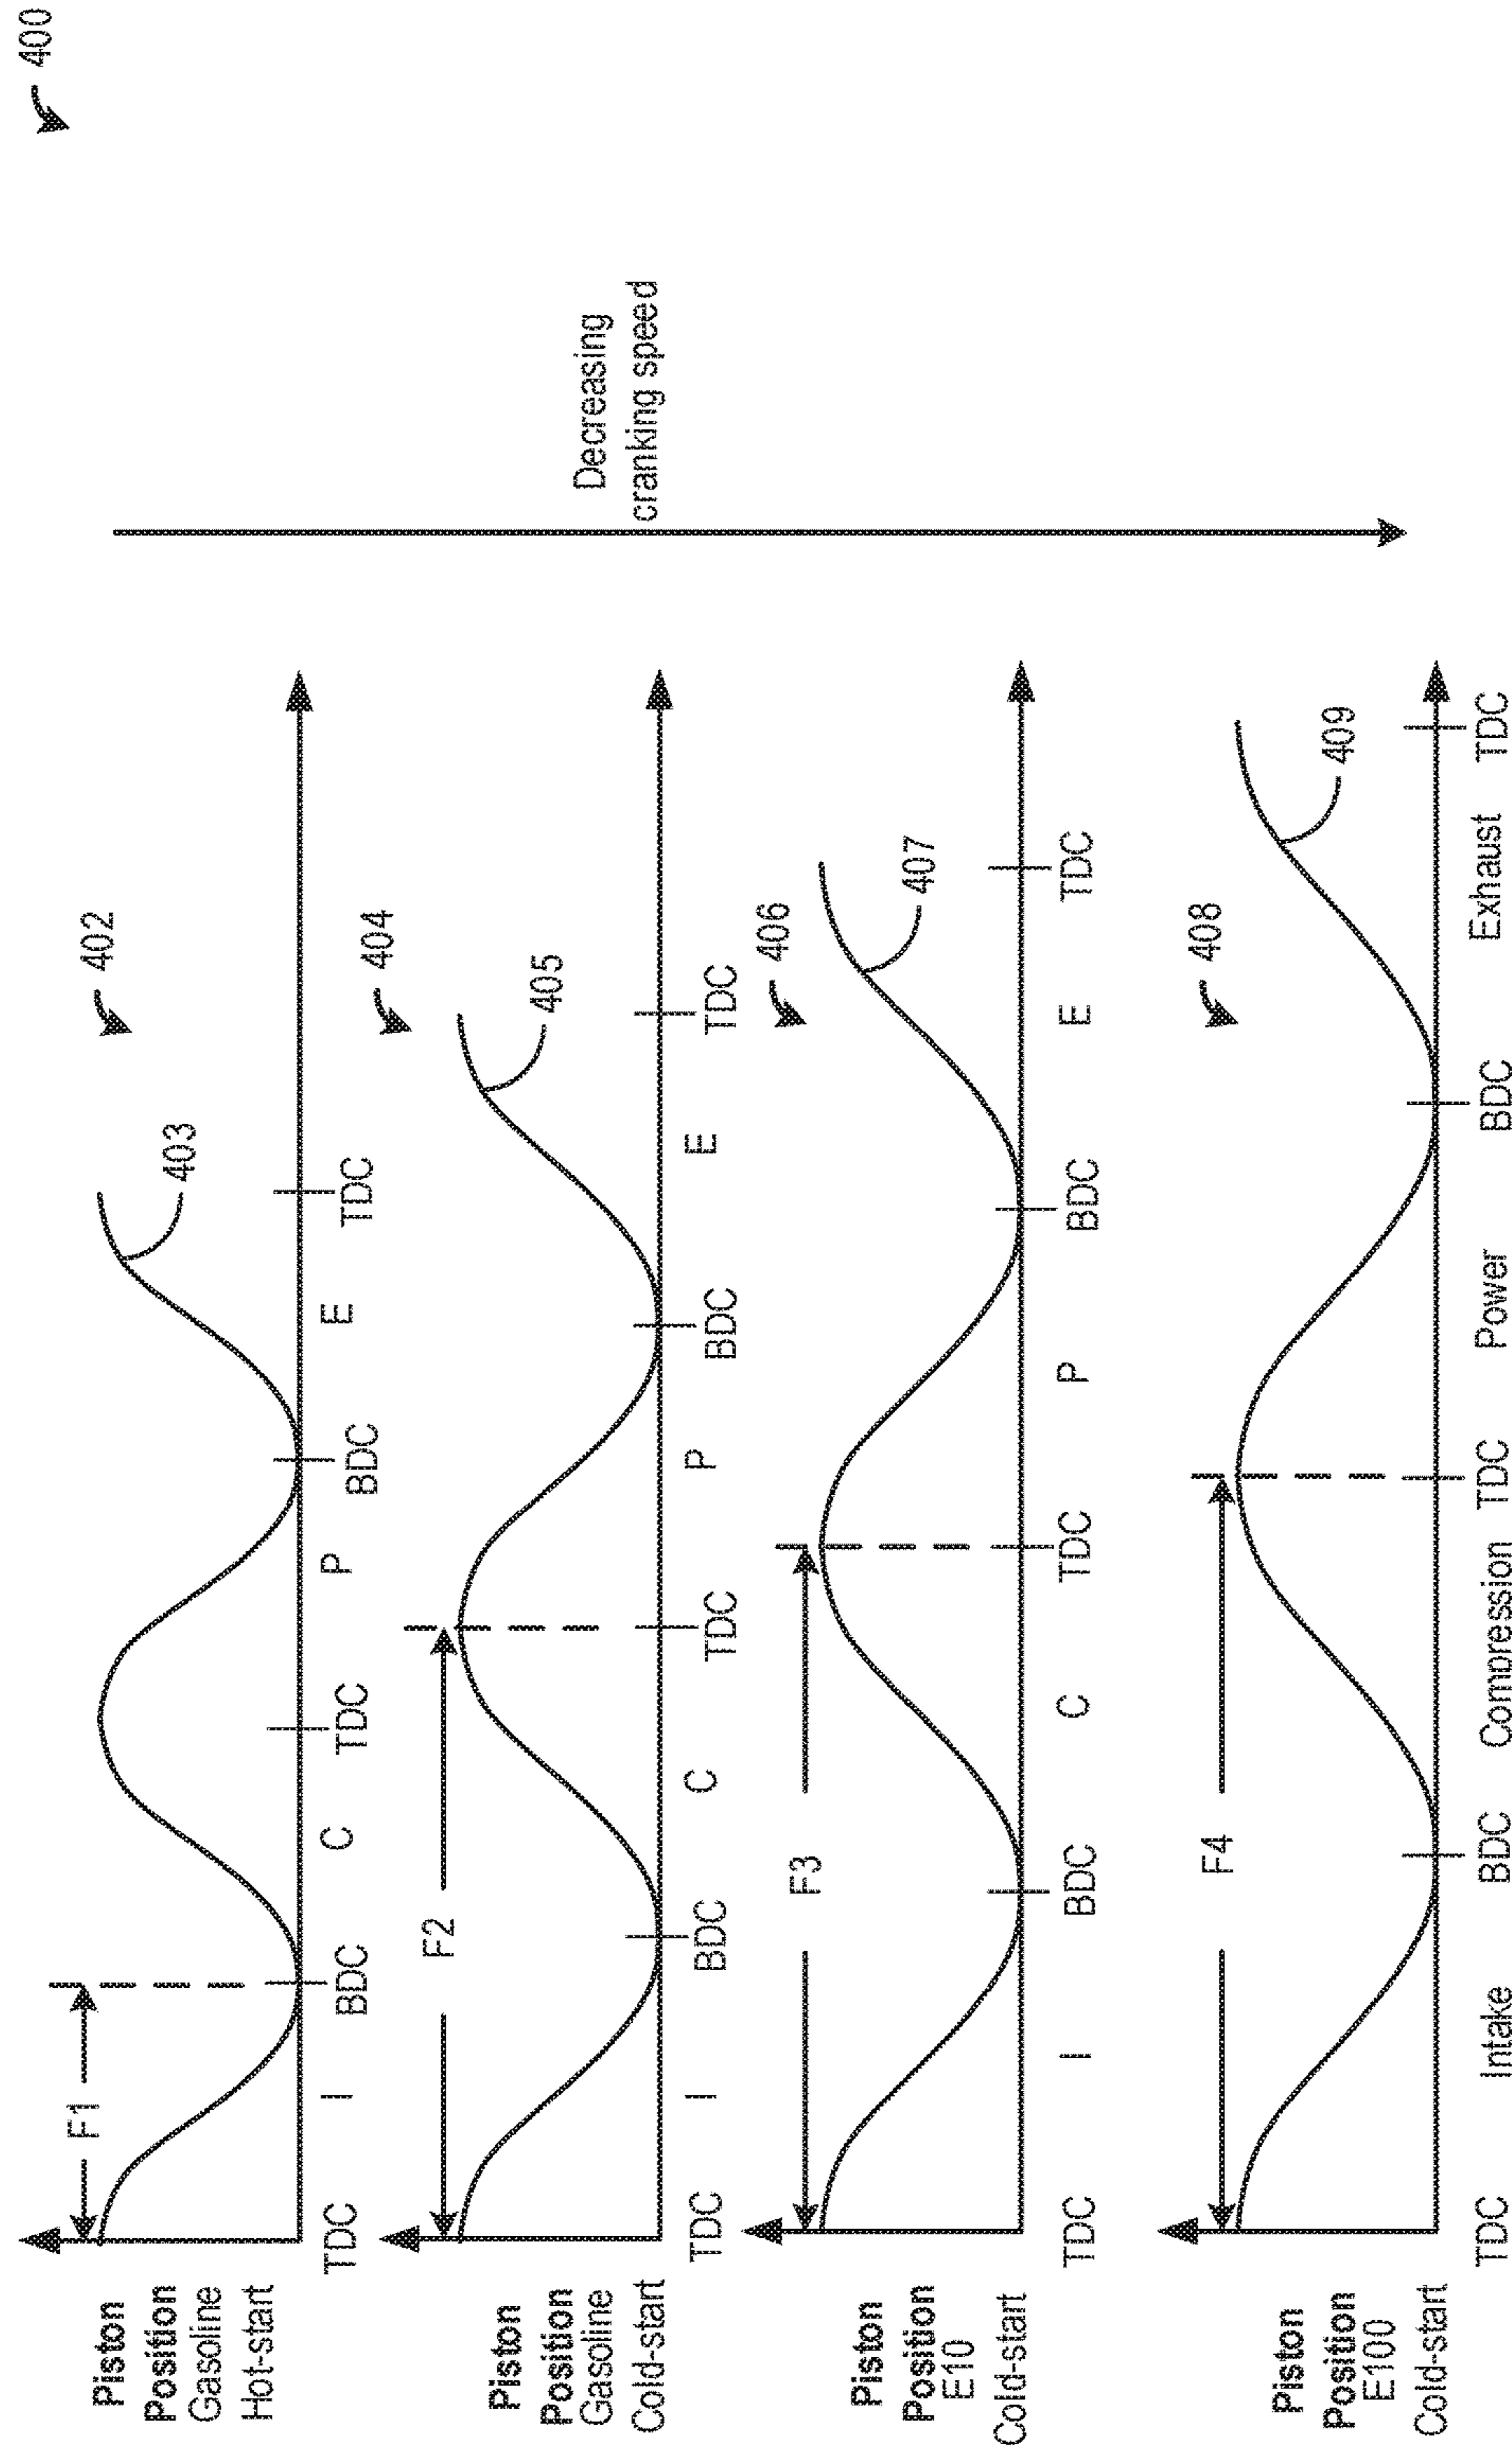 400
Decreasing
cranking speed
402
403
F1
Piston
Position
Gasoline
Hot-start
TDC
I
BDC
C
TDC
P
BDC
E
TDC
404
405
F2
Piston
Position
Gasoline
Cold-start
TDC
I
BDC
C
TDC
P
BDC
E
TDC
406
407
F3
Piston
Position
E10
Cold-start
TDC
I
BDC
C
TDC
P
BDC
E
TDC
408
409
F4
Piston
Position
E100
Cold-start
TDC
Intake
BDC
Compression
TDC
Power
BDC
Exhaust
TDC